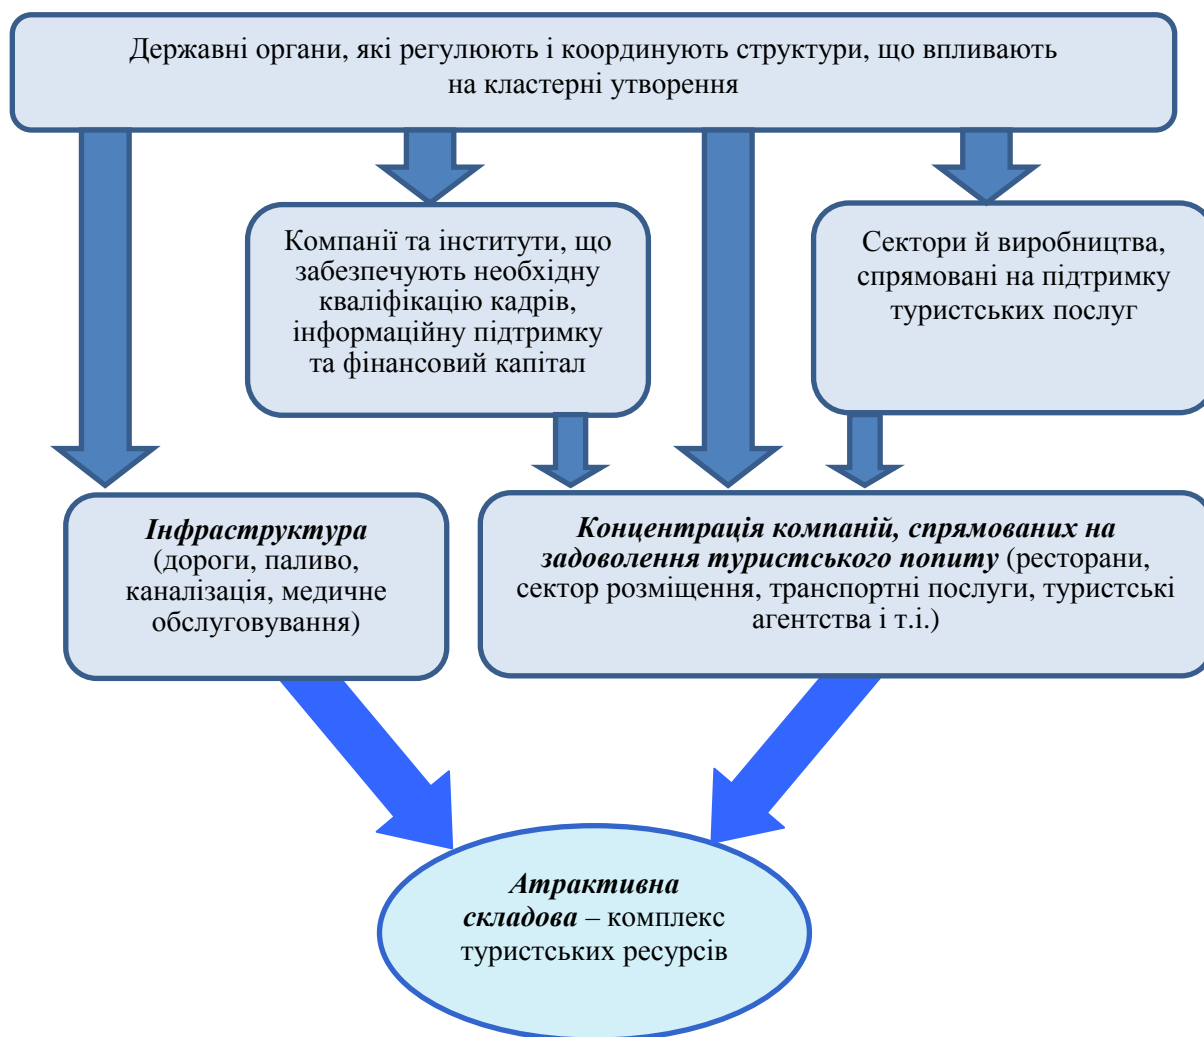 Державні органи, які регулюють і координують структури, що впливають
на кластерні утворення
Компанії та інститути, що
забезпечують необхідну
кваліфікацію кадрів,
інформаційну підтримку
та фінансовий капітал
Сектори й виробництва,
спрямовані на підтримку
туристських послуг
Інфраструктура
(дороги, паливо,
каналізація, медичне
обслуговування)
Концентрація компаній, спрямованих на
задоволення туристського попиту (ресторани,
сектор розміщення, транспортні послуги, туристські
агентства і т.і.)
Атрактивна
складова – комплекс
туристських ресурсів